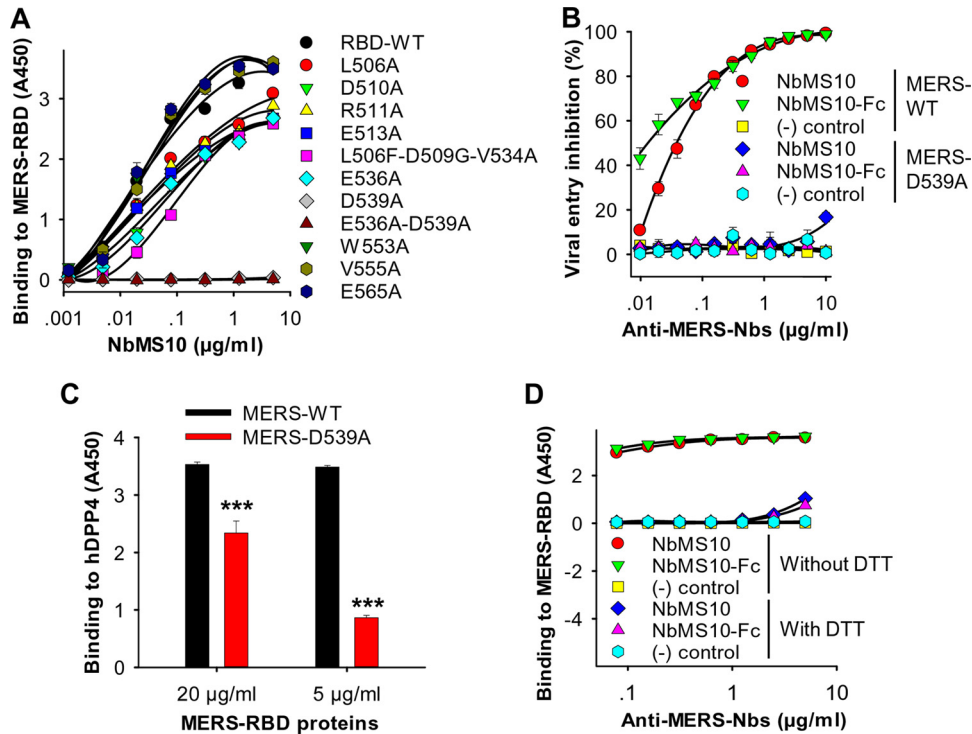 A
Binding to MERS-RBD (A450)
3
2
1
0
.001
.01
.1
1
10
NbMS10 (µg/ml)
RBD-WT
L506A
D510A
R511A
E513A
L506F-D509G-V534A
E536A
D539A
E536A-D539A
W553A
V555A
E565A
B
Viral entry inhibition (%)
100
80
60
40
20
0
.01
.1
1
10
Anti-MERS-Nbs (µg/ml)
NbMS10
NbMS10-Fc
(-) control
MERS-
WT
NbMS10
NbMS10-Fc
(-) control
MERS-
D539A
C
MERS-WT
MERS-D539A
Binding to hDPP4 (A450)
4
3
2
1
0
***
***
20 µg/ml
5 µg/ml
MERS-RBD proteins
D
Binding to MERS-RBD (A450)
2
0
-2
-4
NbMS10
NbMS10-Fc
(-) control
Without DTT
NbMS10
NbMS10-Fc
(-) control
With DTT
.1
1
10
Anti-MERS-Nbs (µg/ml)